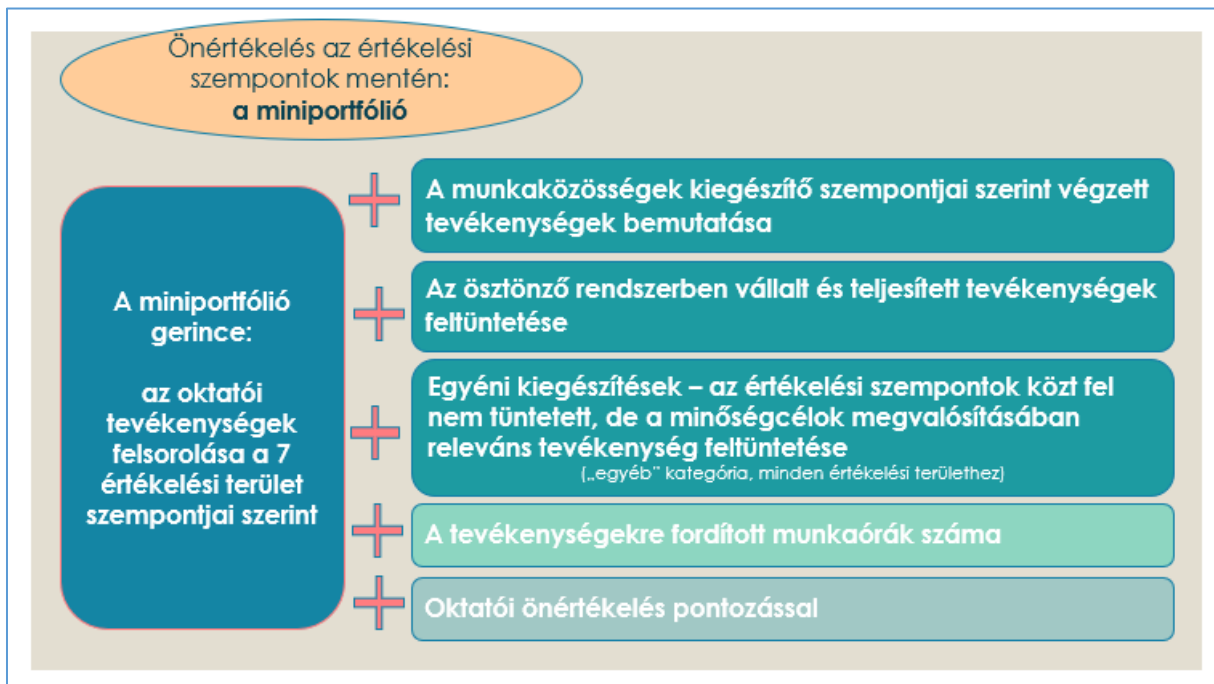 Önértékelés az értékelési
szempontok mentén:
a miniportfólió
A miniportfólió
gerince:
az oktatói
tevékenységek
felsorolása a 7
értékelési terület
szempontjai szerint
A munkaközösségek kiegészítő szempontjai szerint végzett
tevékenységek bemutatása
Az ösztönző rendszerben vállalt és teljesített tevékenységek
feltüntetése
Egyéni kiegészítések – az értékelési szempontok közt fel
nem tüntetett, de a minőségcélok megvalósításában
releváns tevékenység feltüntetése
(„egyéb” kategória, minden értékelési területhez)
A tevékenységekre fordított munkaórák száma
Oktatói önértékelés pontozással